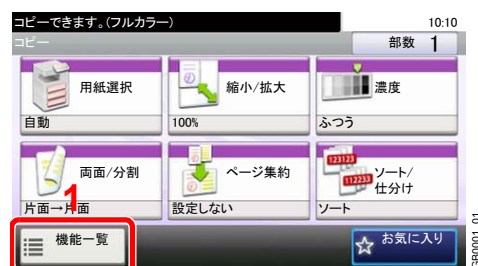 コピーできます。(フルカラー)
10:10
コピー
部数 1
用紙選択
自動
縮小/拡大
100%
濃度
ふつう
両面/分割
片面→片面
1
ページ集約
設定しない
123123
112233
ソート/
仕分け
ソート
機能一覧
お気に入り
GB0001_01